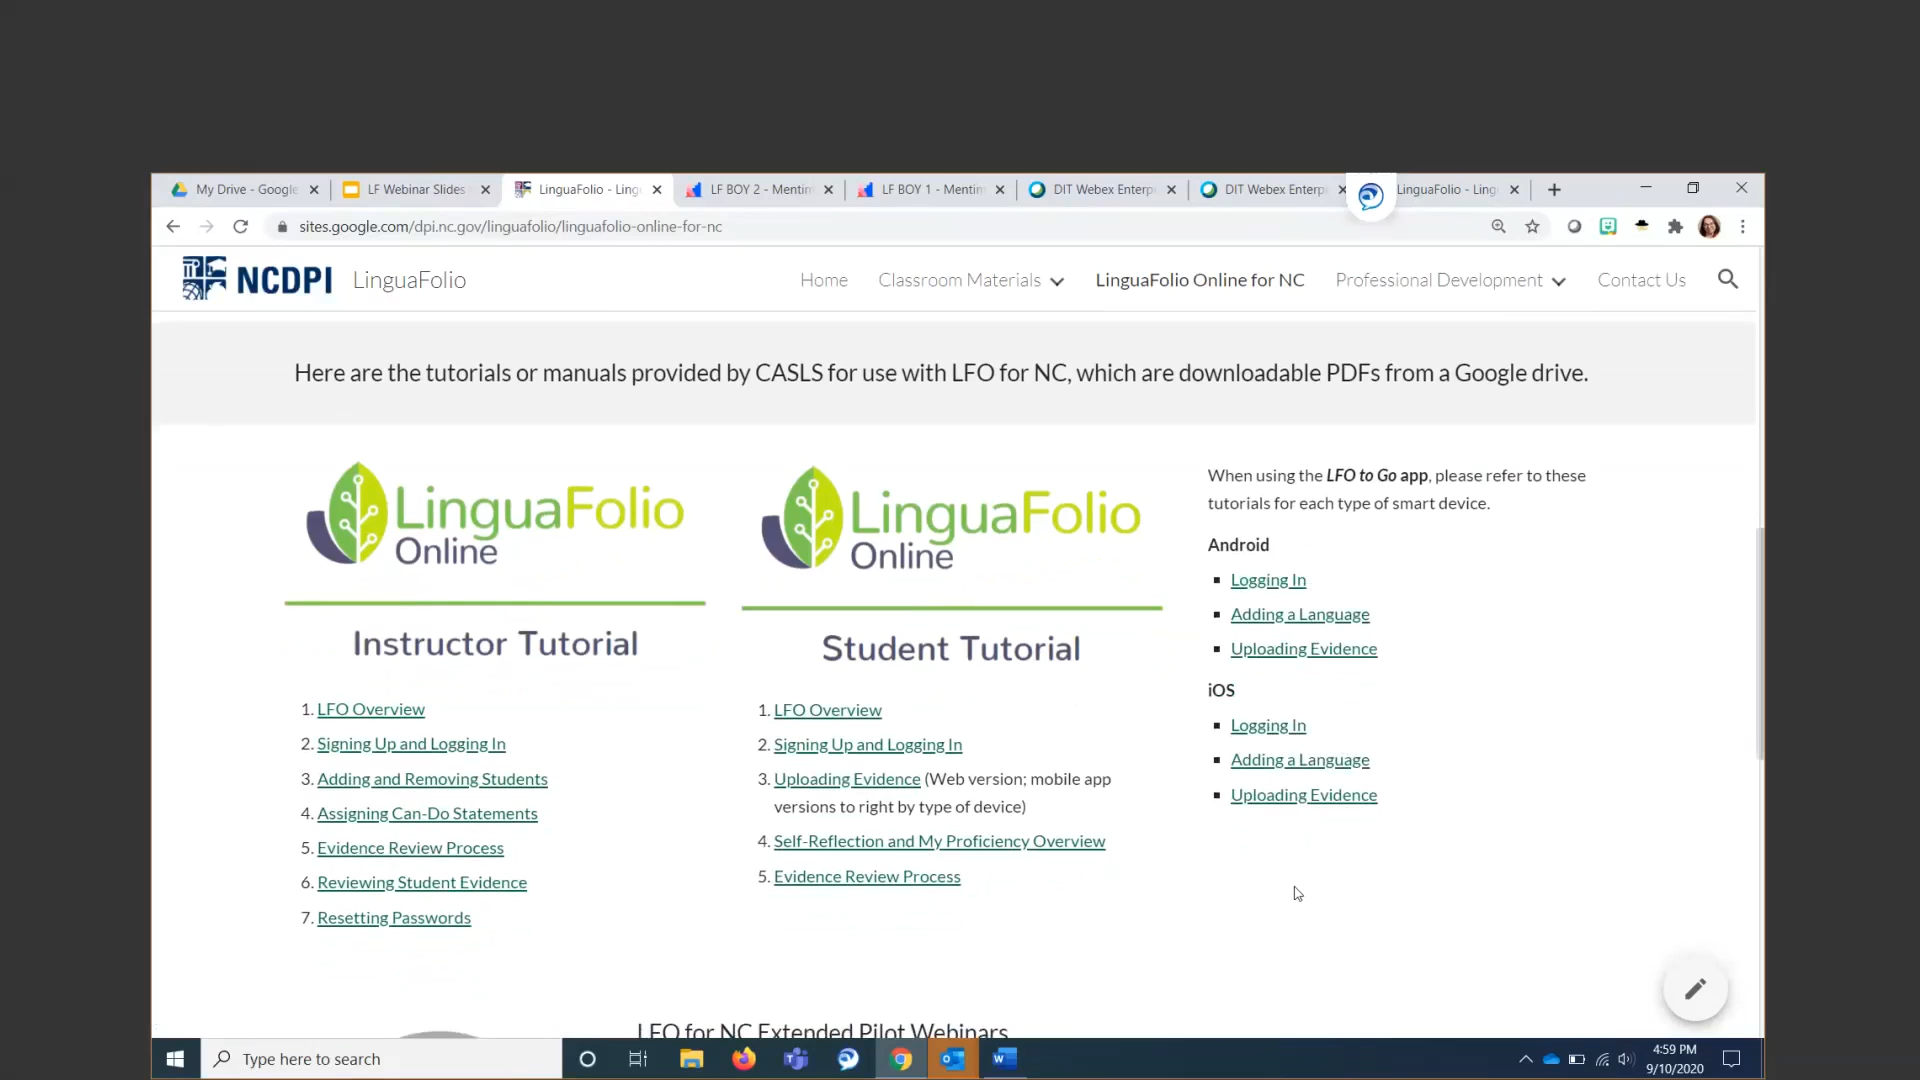 My Drive - Google
LF Webinar Slides
LinguaFolio - Ling
LF BOY 2 - Mentim
LF BOY 1 - Mentim
DIT Webex Enterp
DIT Webex Enterp
LinguaFolio - Ling
sites.google.com/dpi.nc.gov/linguafolio/linguafolio-online-for-nc
NCDPI LinguaFolio
Home
Classroom Materials
LinguaFolio Online for NC
Professional Development
Contact Us
Here are the tutorials or manuals provided by CASLS for use with LFO for NC, which are downloadable PDFs from a Google drive.
LinguaFolio
Online
Instructor Tutorial
1. LFO Overview
2. Signing Up and Logging In
3. Adding and Removing Students
4. Assigning Can-Do Statements
5. Evidence Review Process
6. Reviewing Student Evidence
7. Resetting Passwords
LinguaFolio
Online
Student Tutorial
1. LFO Overview
2. Signing Up and Logging In
3. Uploading Evidence (Web version; mobile app
versions to right by type of device)
4. Self-Reflection and My Proficiency Overview
5. Evidence Review Process
When using the LFO to Go app, please refer to these
tutorials for each type of smart device.
Android
▪ Logging In
▪ Adding a Language
▪ Uploading Evidence
iOS
▪ Logging In
▪ Adding a Language
▪ Uploading Evidence
LFO for NC Extended Pilot Webinars
Type here to search
4:59 PM
9/10/2020